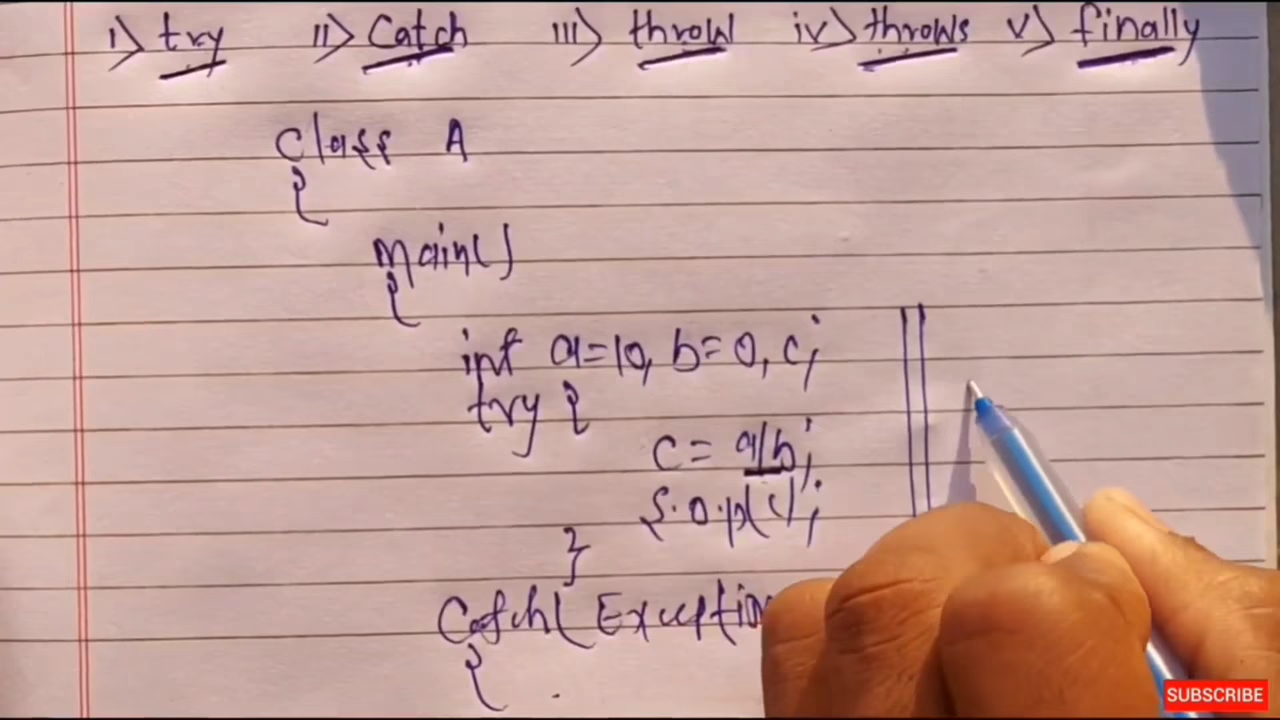 i) try ii) Catch iii) throw iv) throws v) finally
Class A
{
Main()
{
int a=10, b=0, c;
try {
c = a/b;
S.o.p(c);
}
Catch( Exception
{
SUBSCRIBE